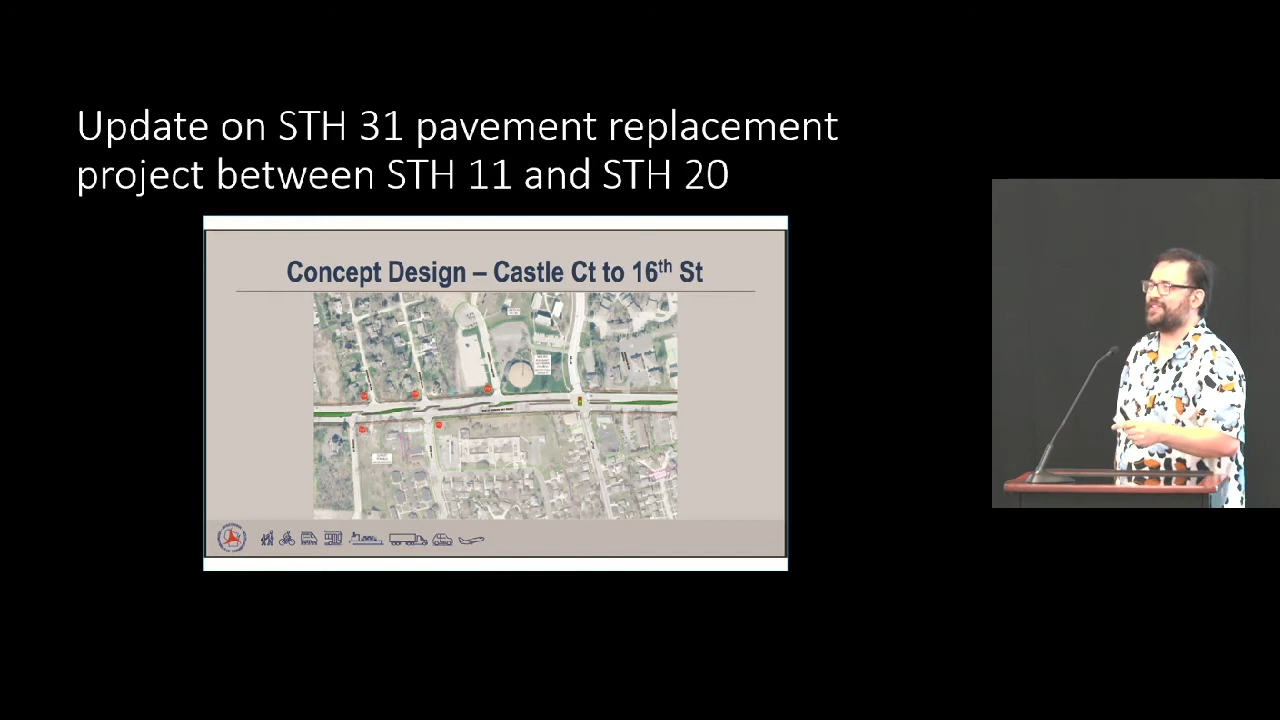 Update on STH 31 pavement replacement
project between STH 11 and STH 20
Concept Design – Castle Ct to 16th St